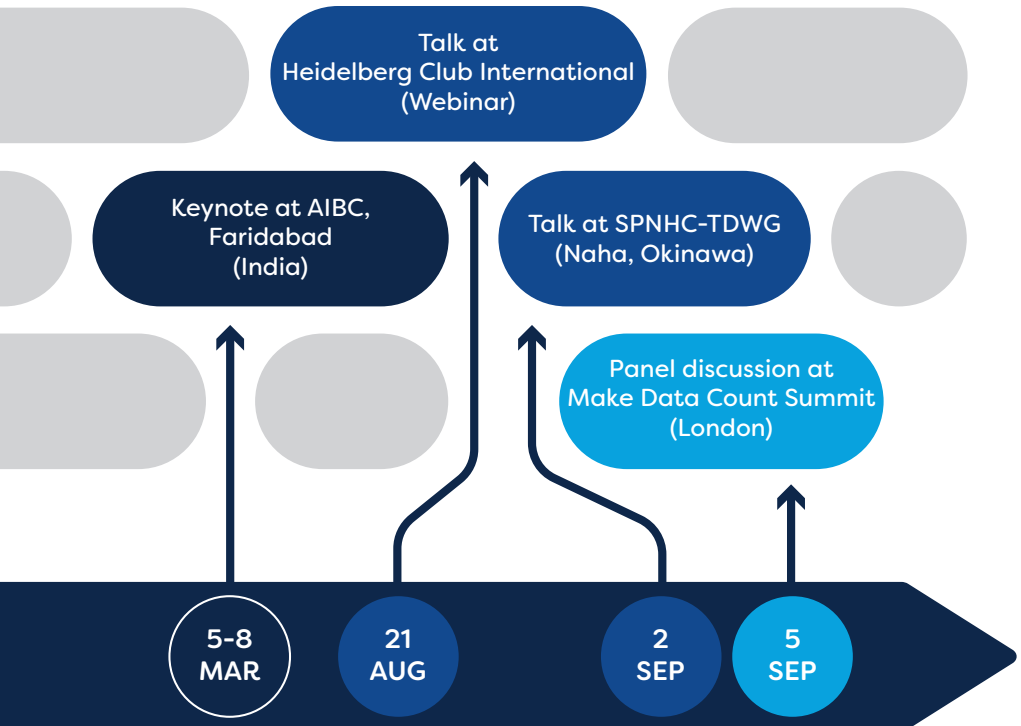 Talk at
Heidelberg Club International
(Webinar)
Keynote at AIBC,
Faridabad
(India)
Talk at SPNHC-TDWG
(Naha, Okinawa)
Panel discussion at
Make Data Count Summit
(London)
5-8
MAR
21
AUG
2
SEP
5
SEP